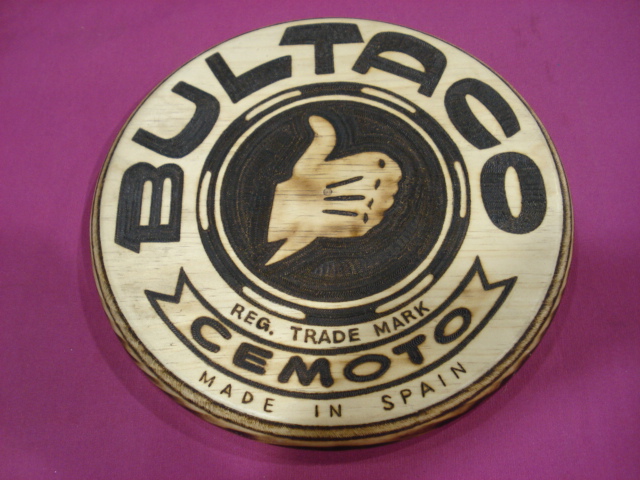 BULTACO
REG. TRADE MARK
CEMOTO
MADE IN SPAIN